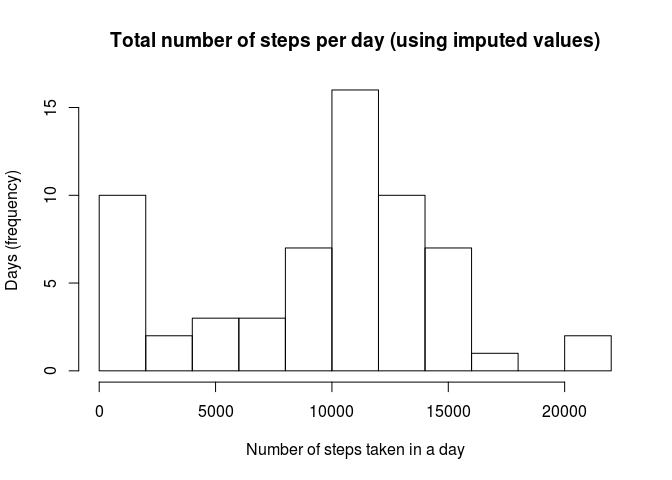 Total number of steps per day (using imputed values)
Days (frequency)
15
10
5
0
0 5000 10000 15000 20000
Number of steps taken in a day